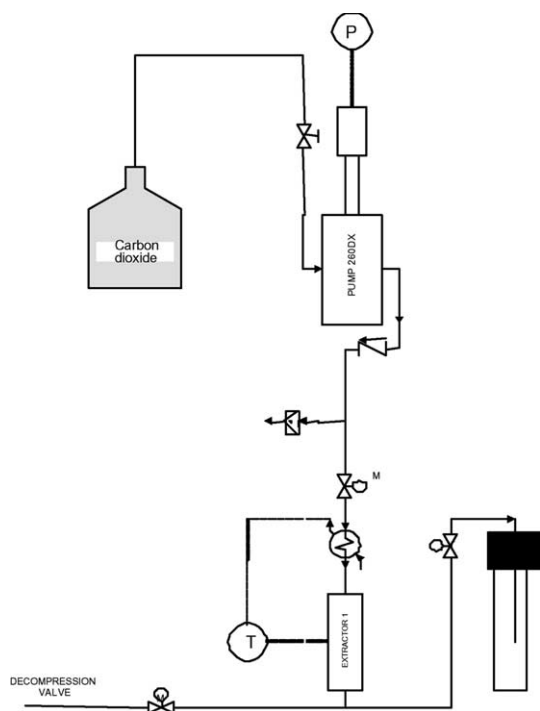 P
Carbon
dioxide
PUMP 260DX
M
T
EXTRACTOR 1
DECOMPRESSION
VALVE